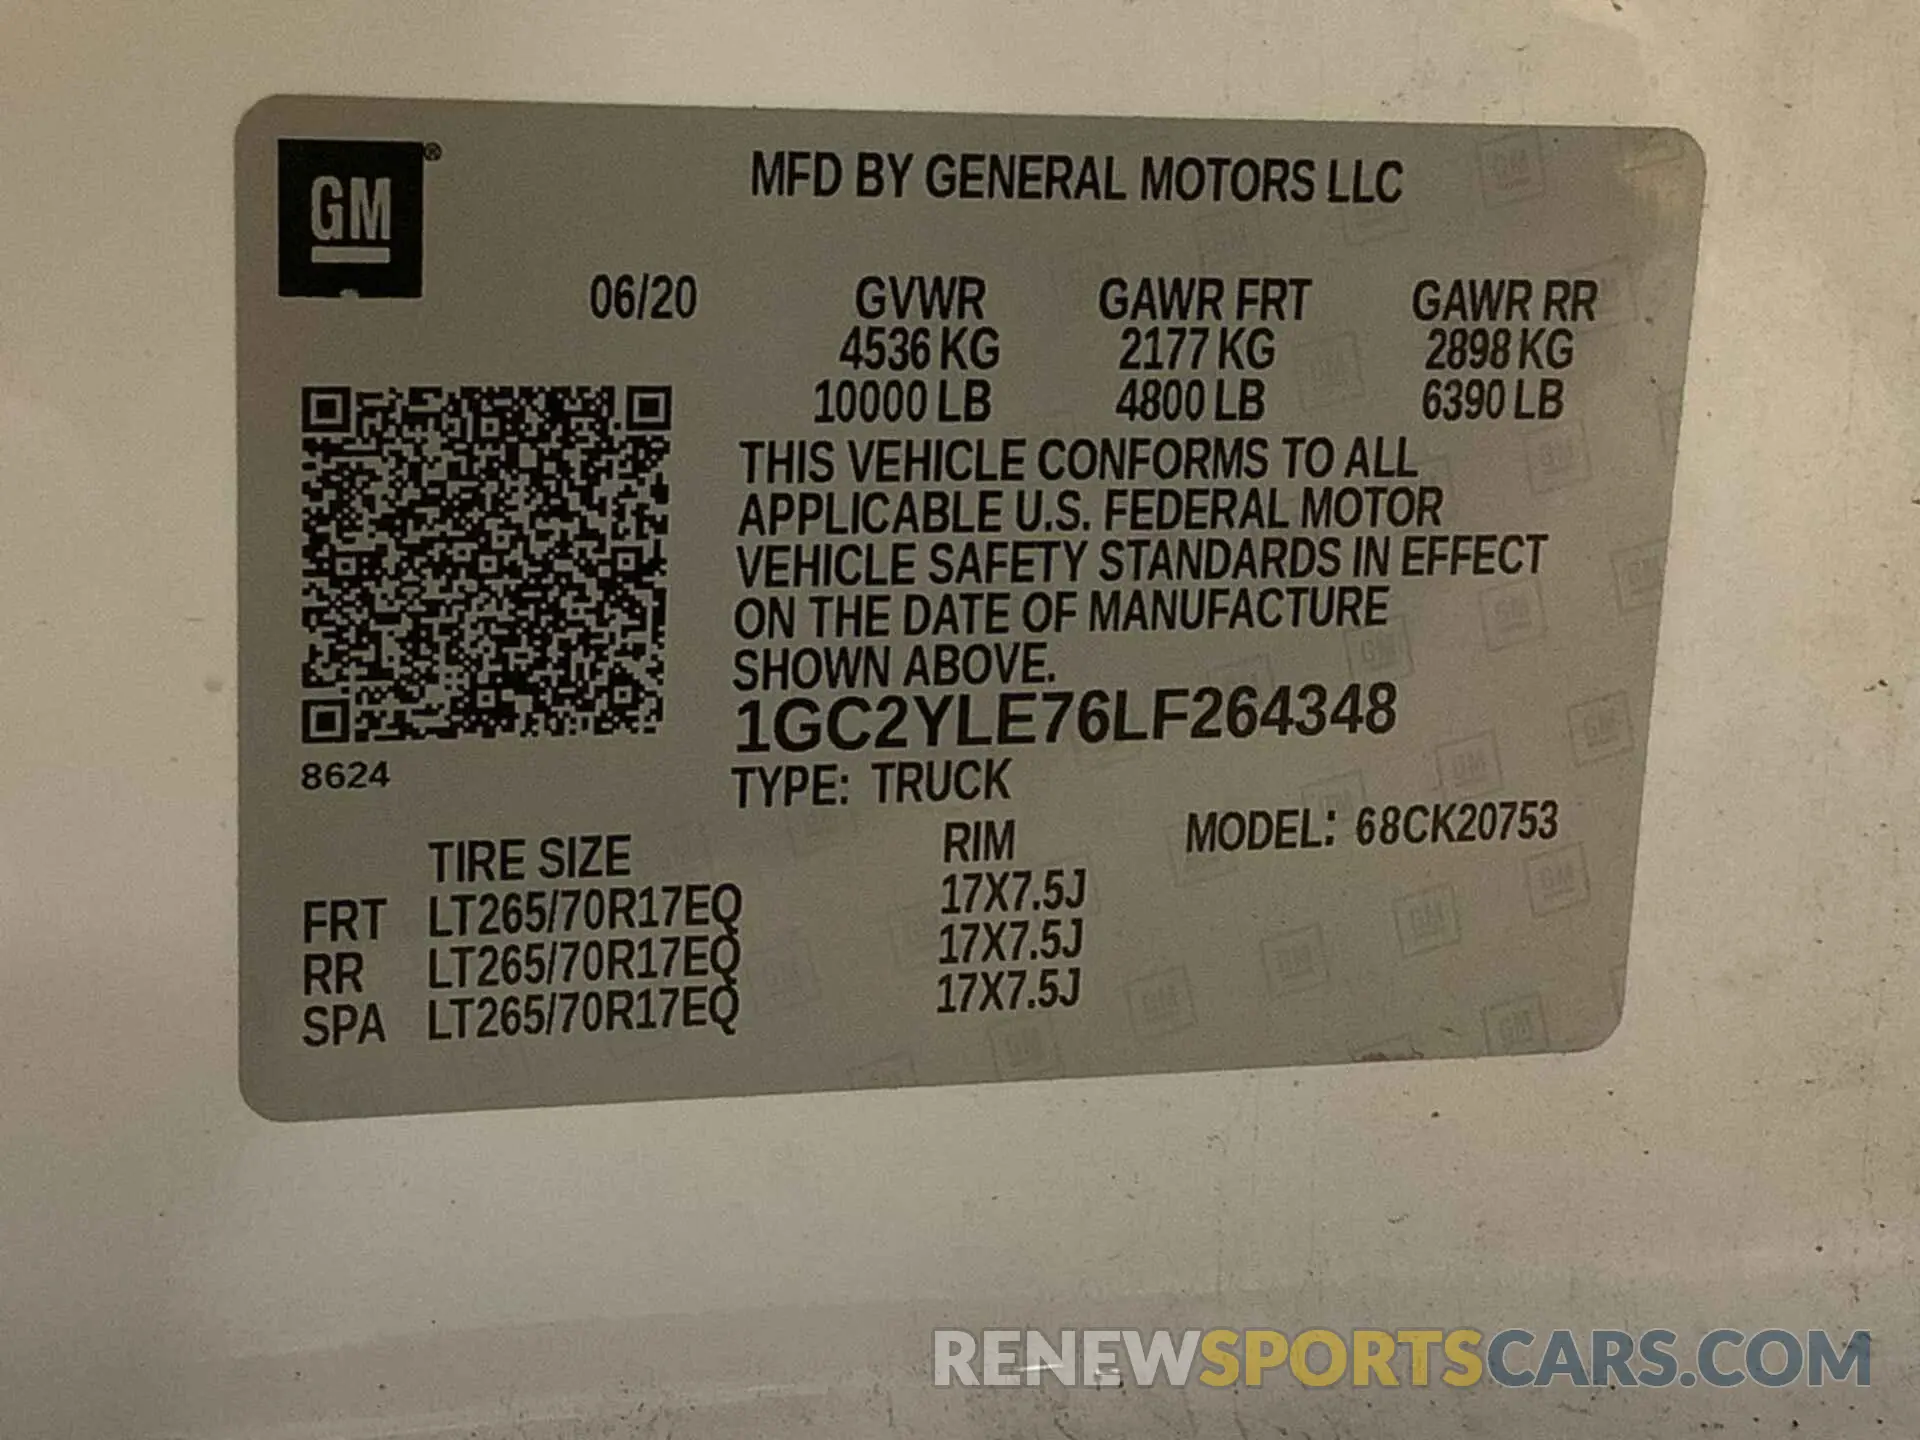 GM ®
MFD BY GENERAL MOTORS LLC
06/20 GVWR GAWR FRT GAWR RR
4536 KG 2177 KG 2898 KG
10000 LB 4800 LB 6390 LB
THIS VEHICLE CONFORMS TO ALL
APPLICABLE U.S. FEDERAL MOTOR
VEHICLE SAFETY STANDARDS IN EFFECT
ON THE DATE OF MANUFACTURE
SHOWN ABOVE.
1GC2YLE76LF264348
8624
TYPE: TRUCK
TIRE SIZE RIM MODEL: 68CK20753
FRT LT265/70R17EQ 17X7.5J
RR LT265/70R17EQ 17X7.5J
SPA LT265/70R17EQ 17X7.5J
RENEWSPORTSCARS.COM